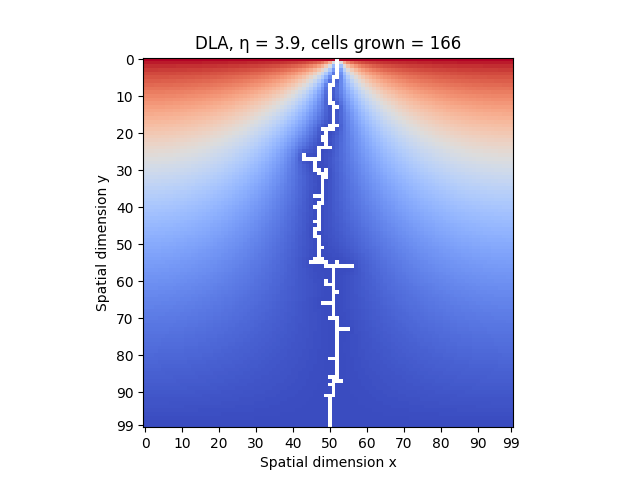 DLA, η = 3.9, cells grown = 166
0
10
20
30
40
50
60
70
80
90
99
Spatial dimension y
0 10 20 30 40 50 60 70 80 90 99
Spatial dimension x